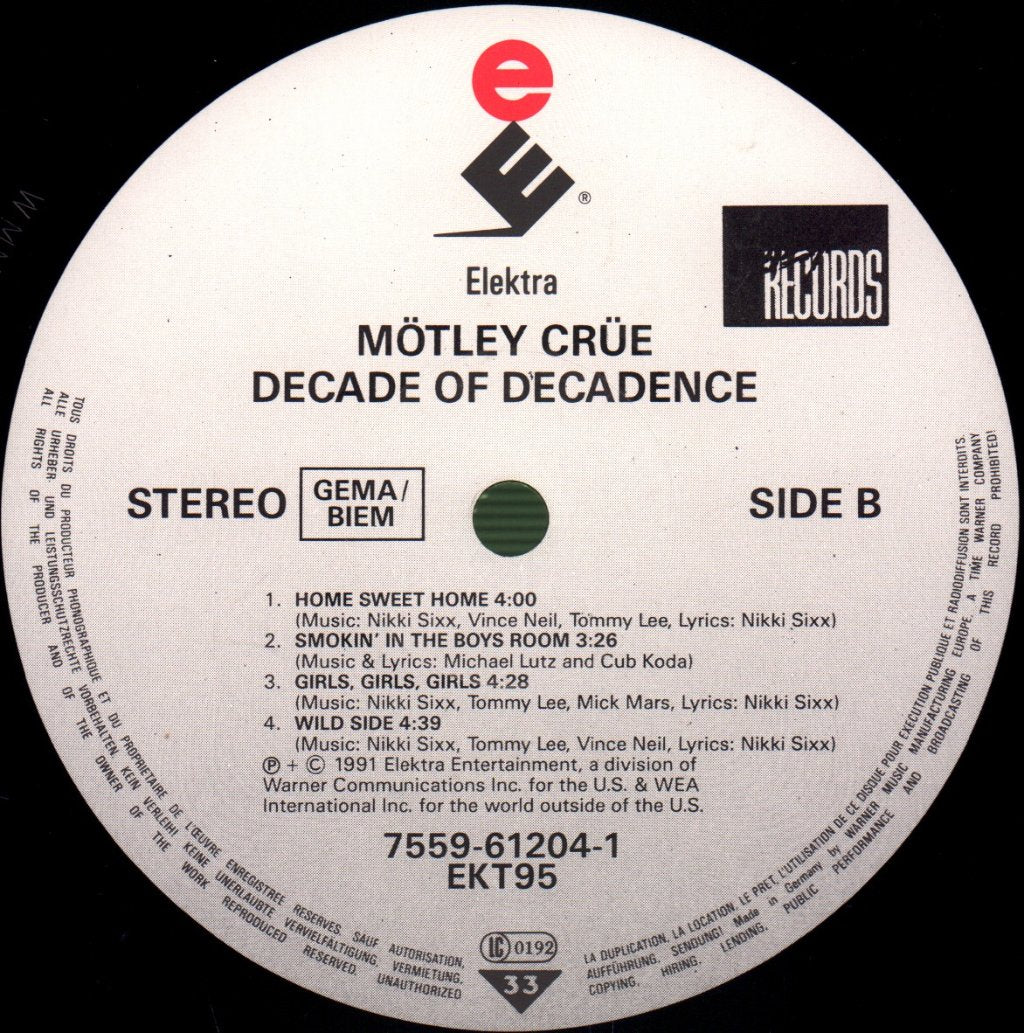 e
E
®
Elektra
RECORDS
MÖTLEY CRÜE
DECADE OF DECADENCE
STEREO
GEMA/
BIEM
SIDE B
1. HOME SWEET HOME 4:00
(Music: Nikki Sixx, Vince Neil, Tommy Lee, Lyrics: Nikki Sixx)
2. SMOKIN' IN THE BOYS ROOM 3:26
(Music & Lyrics: Michael Lutz and Cub Koda)
3. GIRLS, GIRLS, GIRLS 4:28
(Music: Nikki Sixx, Tommy Lee, Mick Mars, Lyrics: Nikki Sixx)
4. WILD SIDE 4:39
(Music: Nikki Sixx, Tommy Lee, Vince Neil, Lyrics: Nikki Sixx)
℗ + © 1991 Elektra Entertainment, a division of
Warner Communications Inc. for the U.S. & WEA
International Inc. for the world outside of the U.S.
7559-61204-1
EKT95
LC 0192
33
TOUS DROITS DU PRODUCTEUR PHONOGRAPHIQUE ET DU PROPRIETAIRE DE L'ŒUVRE ENREGISTREE RESERVES. SAUF AUTORISATION, LA DUPLICATION, LA LOCATION, LE PRET, L'UTILISATION DE CE DISQUE POUR EXECUTION PUBLIQUE ET RADIODIFFUSION SONT INTERDITS.
ALLE URHEBER- UND LEISTUNGSSCHUTZRECHTE VORBEHALTEN. KEIN VERLEIH! KEINE UNERLAUBTE VERVIELFÄLTIGUNG, VERMIETUNG, AUFFÜHRUNG, SENDUNG! Made in Germany by WARNER MUSIC MANUFACTURING EUROPE. A TIME WARNER COMPANY
ALL RIGHTS OF THE PRODUCER AND OF THE OWNER OF THE WORK REPRODUCED RESERVED. UNAUTHORIZED COPYING, HIRING, LENDING, PUBLIC PERFORMANCE AND BROADCASTING OF THIS RECORD PROHIBITED!